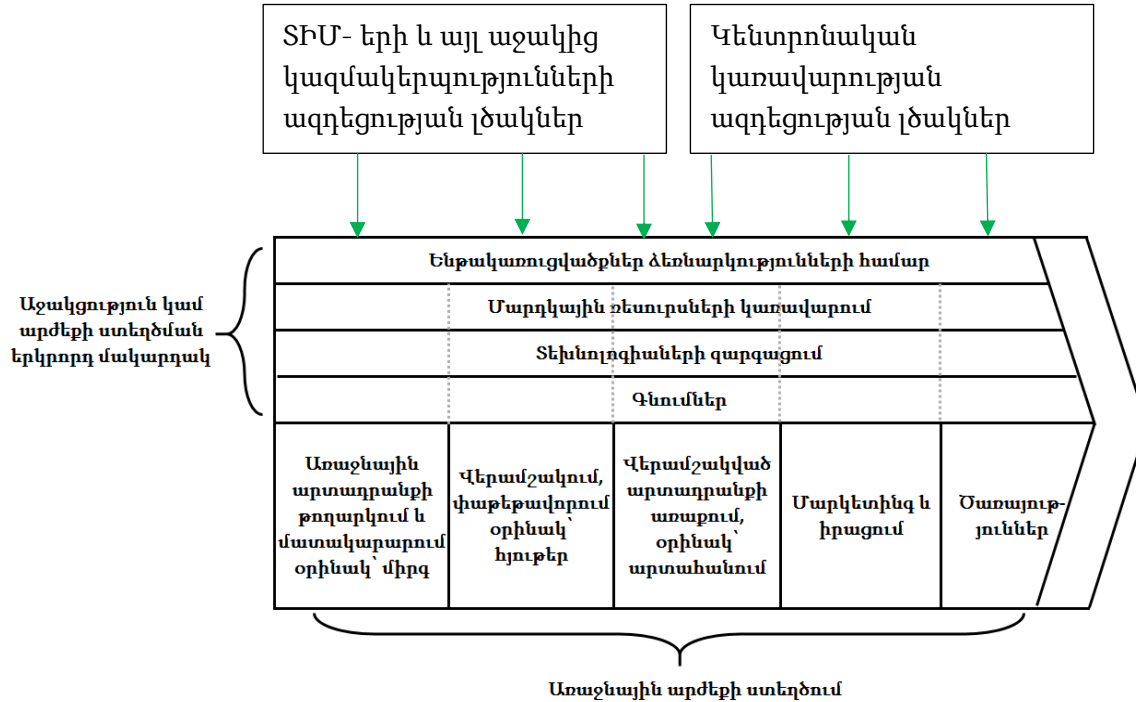 ՏԻՄ- երի և այլ աջակից
կազմակերպությունների
ազդեցության լծակներ
Կենտրոնական
կառավարության
ազդեցության լծակներ
Ենթակառուցվածքներ ձեռնարկությունների համար
Մարդկային ռեսուրսների կառավարում
Տեխնոլոգիաների զարգացում
Գնումներ
Աջակցություն կամ
արժեքի ստեղծման
երկրորդ մակարդակ
Առաջնային
արտադրանքի
թողարկում և
մատակարարում
օրինակ՝ միրգ
Վերամշակում,
փաթեթավորում
օրինակ՝
հյութեր
Վերամշակված
արտադրանքի
առաքում,
օրինակ՝
արտահանում
Մարկետինգ և
իրացում
Ծառայութ-
յուններ
Առաջնային արժեքի ստեղծում